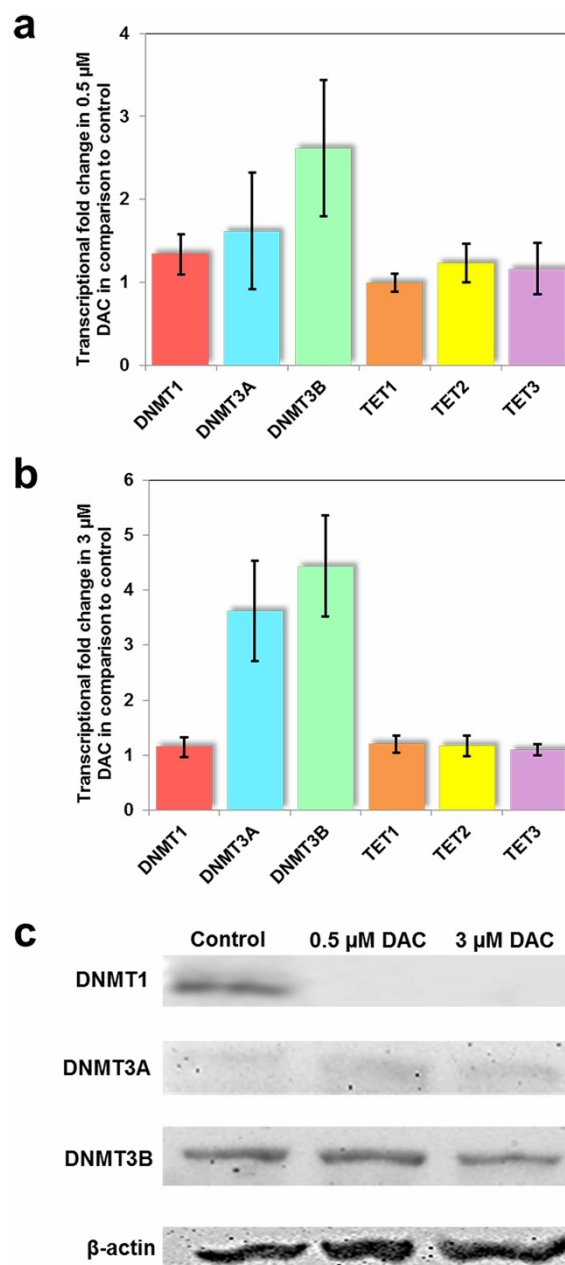 a
Transcriptional fold change in 0.5 µM
DAC in comparison to control
4
3
2
1
0
DNMT1
DNMT3A
DNMT3B
TET1
TET2
TET3
b
Transcriptional fold change in 3 µM
DAC in comparison to control
6
5
4
3
2
1
0
DNMT1
DNMT3A
DNMT3B
TET1
TET2
TET3
c
Control 0.5 µM DAC 3 µM DAC
DNMT1
DNMT3A
DNMT3B
β-actin